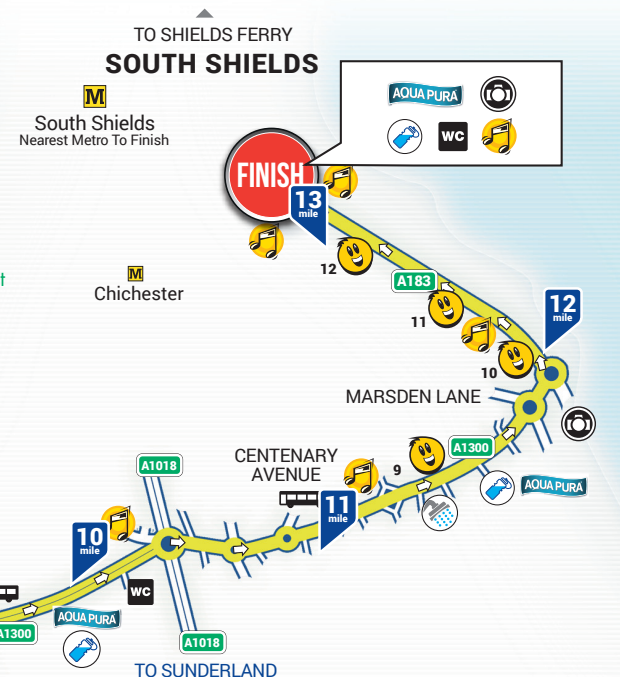 TO SHIELDS FERRY
SOUTH SHIELDS
M
South Shields
Nearest Metro To Finish
AQUA PURA
WC
FINISH
13
mile
12
A183
M
Chichester
t
11
12
mile
10
MARSDEN LANE
CENTENARY
AVENUE
9
A1300
A1018
11
mile
AQUA PURA
10
mile
WC
AQUA PURA
A1300
A1018
TO SUNDERLAND